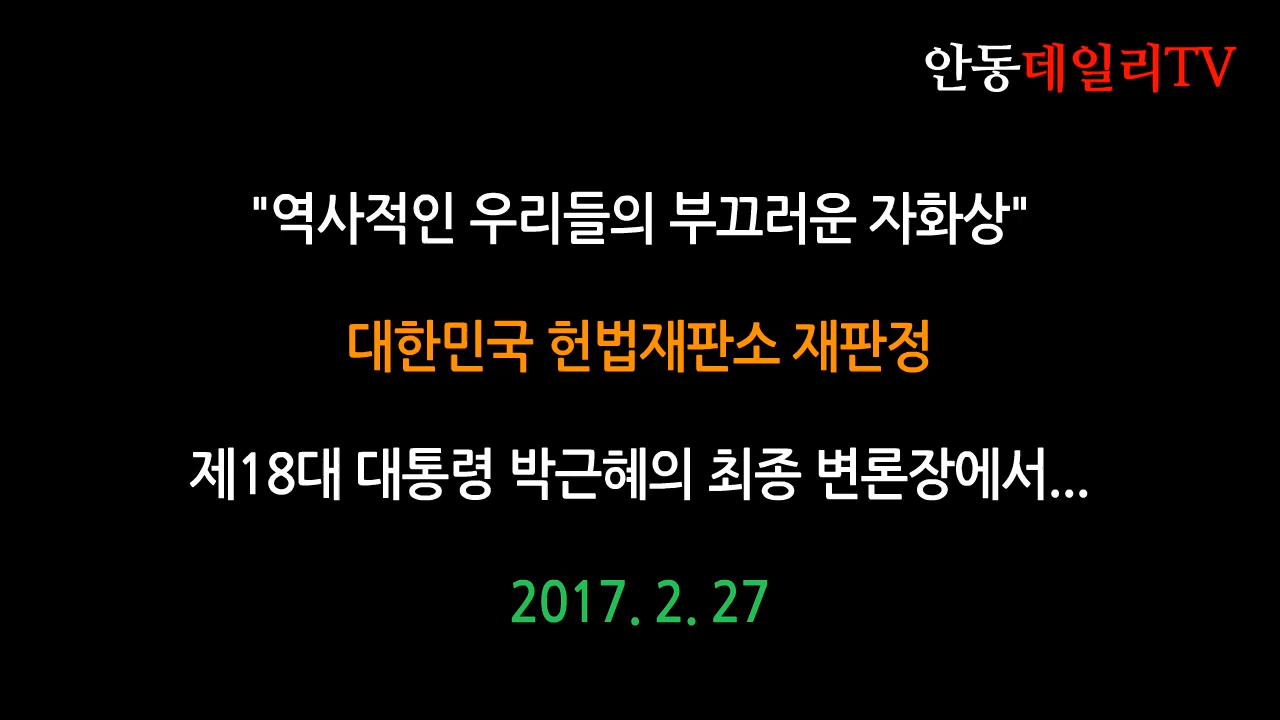 안동데일리TV
"역사적인 우리들의 부끄러운 자화상"
대한민국 헌법재판소 재판정
제18대 대통령 박근혜의 최종 변론장에서...
2017. 2. 27